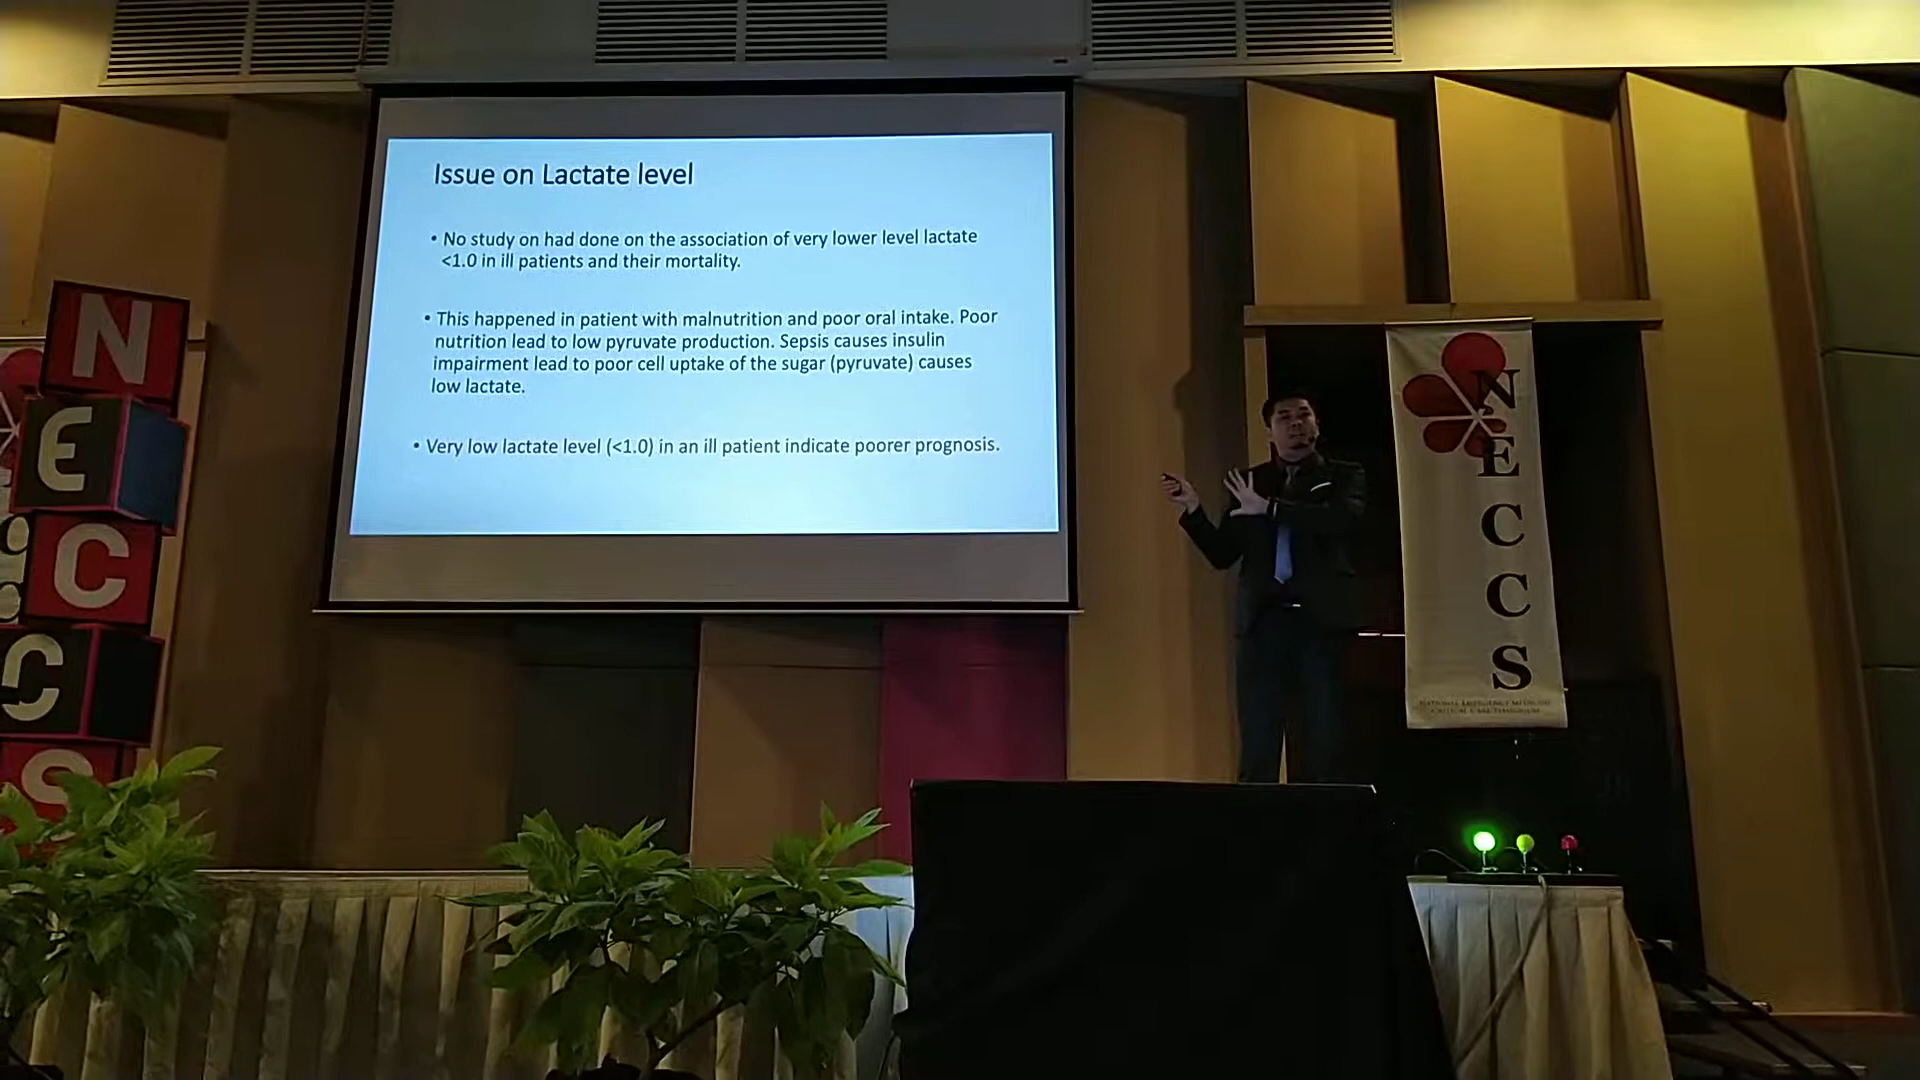 Issue on Lactate level
• No study on had done on the association of very lower level lactate
<1.0 in ill patients and their mortality.
• This happened in patient with malnutrition and poor oral intake. Poor
nutrition lead to low pyruvate production. Sepsis causes insulin
impairment lead to poor cell uptake of the sugar (pyruvate) causes
low lactate.
• Very low lactate level (<1.0) in an ill patient indicate poorer prognosis.
N
E
C
C
S
N
E
C
C
S